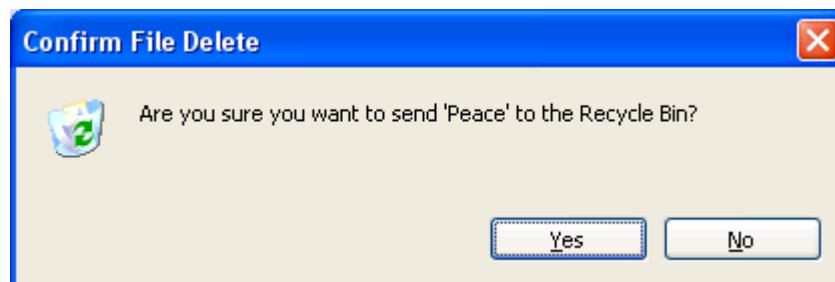 Confirm File Delete
Are you sure you want to send 'Peace' to the Recycle Bin?
Yes
No